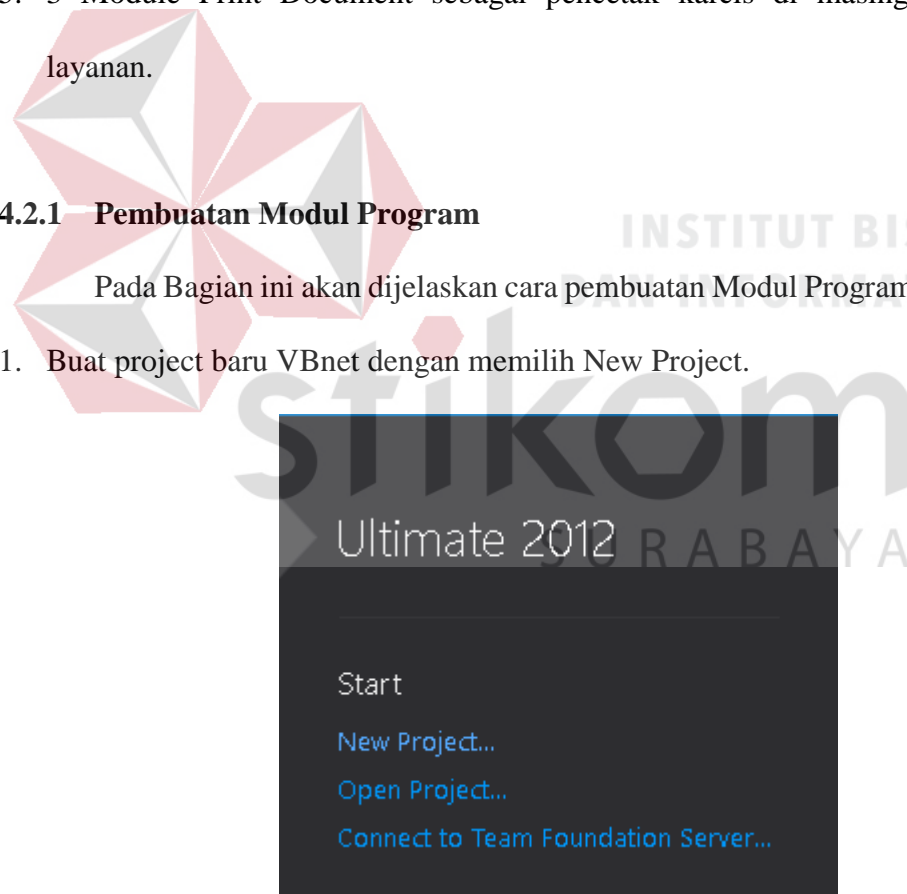 3 Module Print Document sebagai pencetak karcis di masing
layanan.
4.2.1 Pembuatan Modul Program
INSTITUT BIS
DAN INFORMA
Pada Bagian ini akan dijelaskan cara pembuatan Modul Program
1. Buat project baru VBnet dengan memilih New Project.
stikom
SURABAYA
Ultimate 2012
Start
New Project...
Open Project...
Connect to Team Foundation Server...